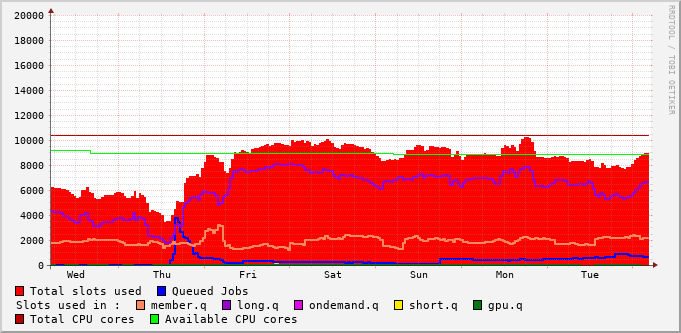 20000
18000
16000
14000
12000
10000
8000
6000
4000
2000
0
Wed Thu Fri Sat Sun Mon Tue
Total slots used Queued Jobs
Slots used in : member.q long.q ondemand.q short.q gpu.q
Total CPU cores Available CPU cores
RRDTOOL / TOBI OETIKER